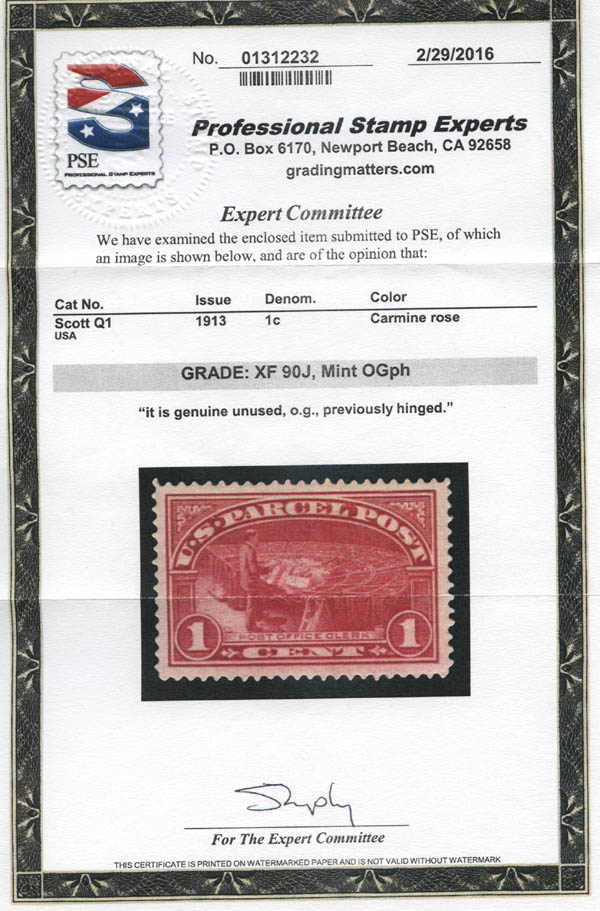 No. 01312232 2/29/2016
PSE
PROFESSIONAL STAMP EXPERTS
Professional Stamp Experts
P.O. Box 6170, Newport Beach, CA 92658
gradingmatters.com
Expert Committee
We have examined the enclosed item submitted to PSE, of which
an image is shown below, and are of the opinion that:
Cat No. Issue Denom. Color
Scott Q1 1913 1c Carmine rose
USA
GRADE: XF 90J, Mint OGph
“it is genuine unused, o.g., previously hinged.”
U.S. PARCEL POST
1 POST OFFICE CLERK 1
CENT
For The Expert Committee
THIS CERTIFICATE IS PRINTED ON WATERMARKED PAPER AND IS NOT VALID WITHOUT WATERMARK